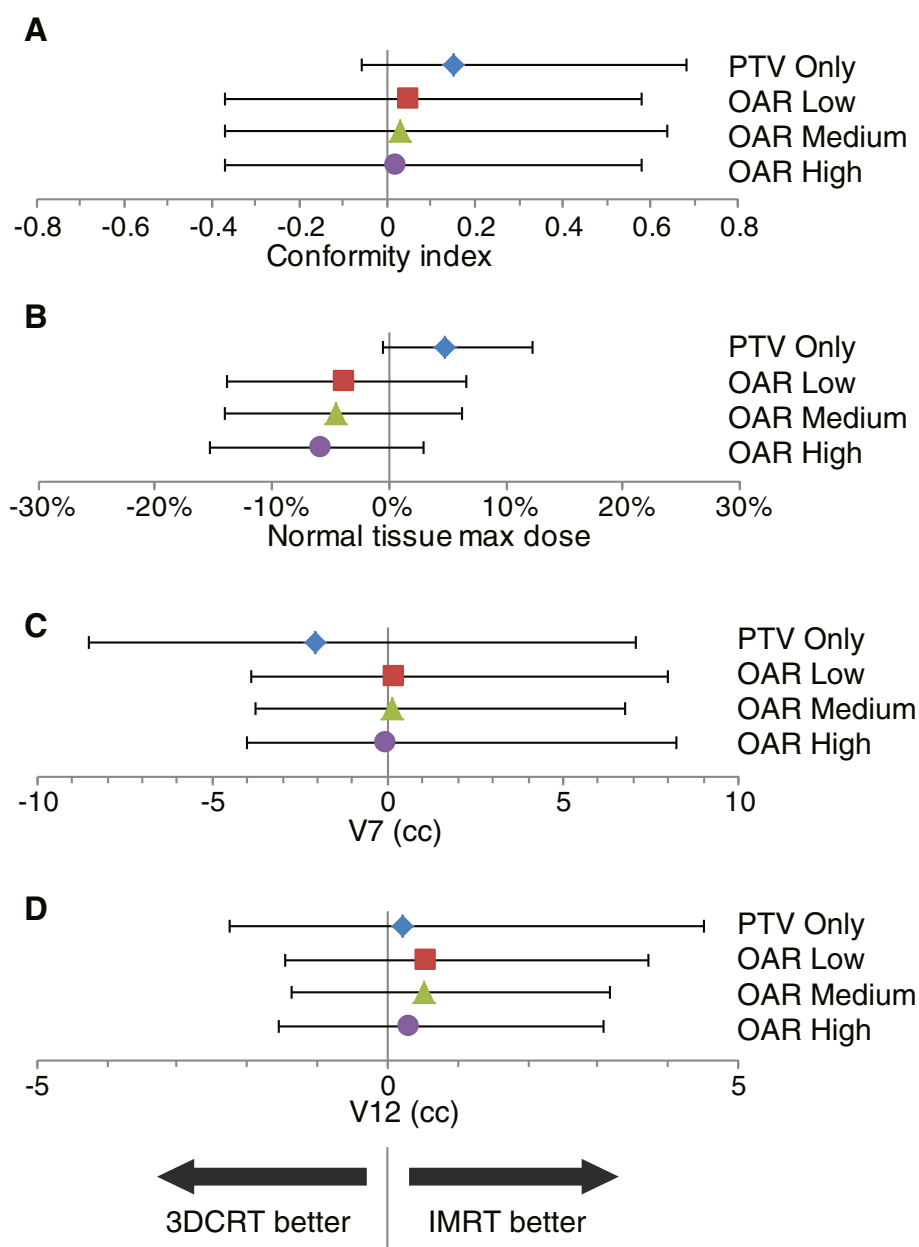 A
PTV Only
OAR Low
OAR Medium
OAR High
-0.8 -0.6 -0.4 -0.2 0 0.2 0.4 0.6 0.8
Conformity index
B
PTV Only
OAR Low
OAR Medium
OAR High
-30% -20% -10% 0% 10% 20% 30%
Normal tissue max dose
C
PTV Only
OAR Low
OAR Medium
OAR High
-10 -5 0 5 10
V7 (cc)
D
PTV Only
OAR Low
OAR Medium
OAR High
-5 0 5
V12 (cc)
3DCRT better IMRT better